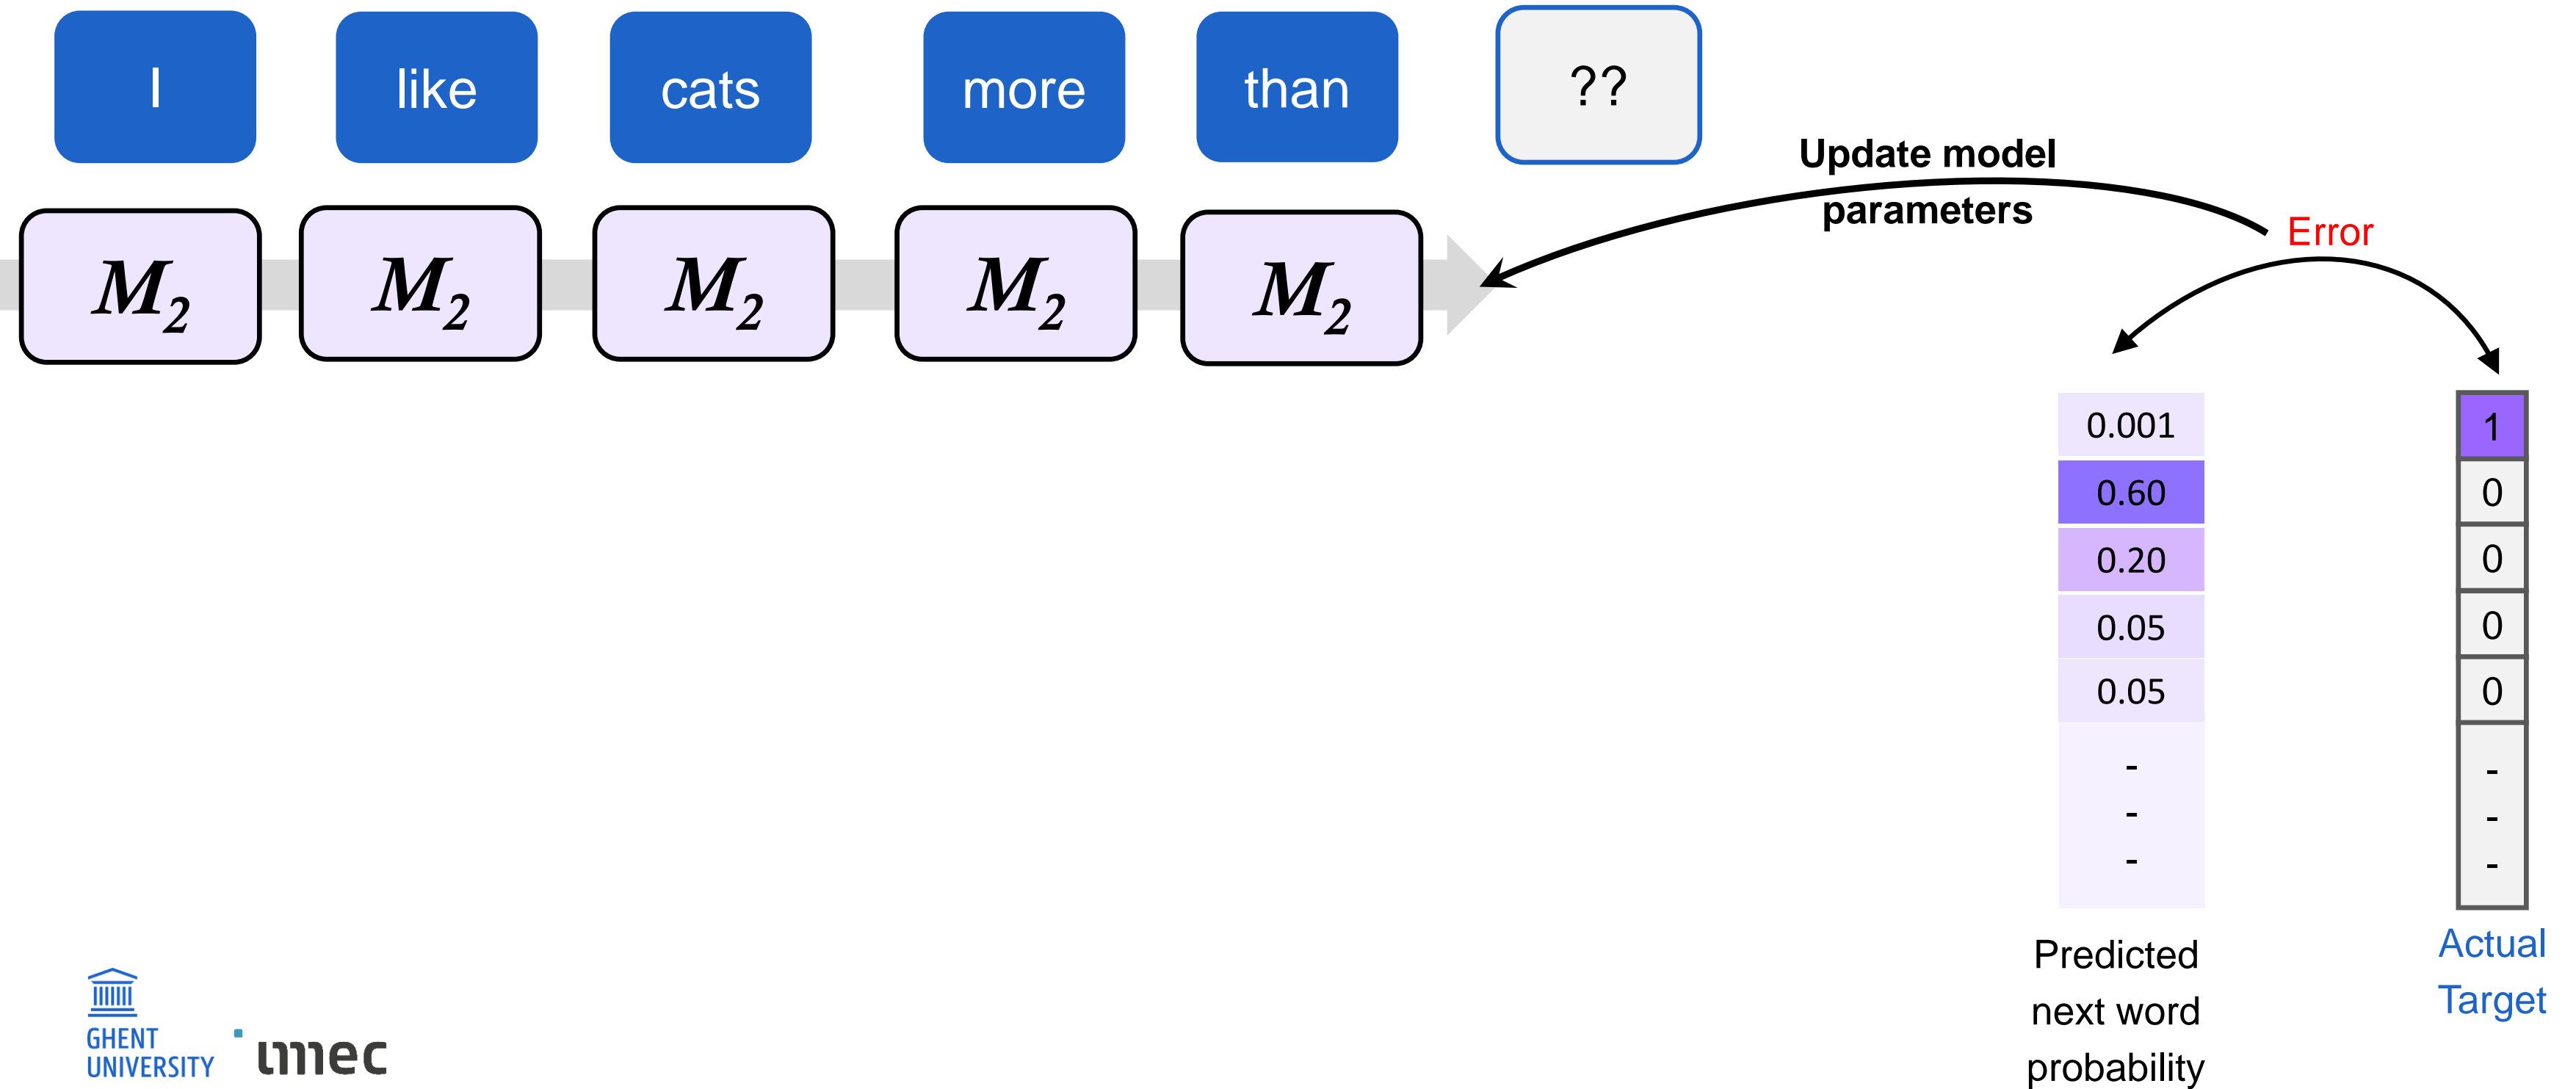 I
like
cats
more
than
??
Update model
parameters
Error
M2
M2
M2
M2
M2
0.001
0.60
0.20
0.05
0.05
-
-
-
1
0
0
0
0
-
-
-
Predicted
next word
probability
Actual
Target
GHENT
UNIVERSITY
imec